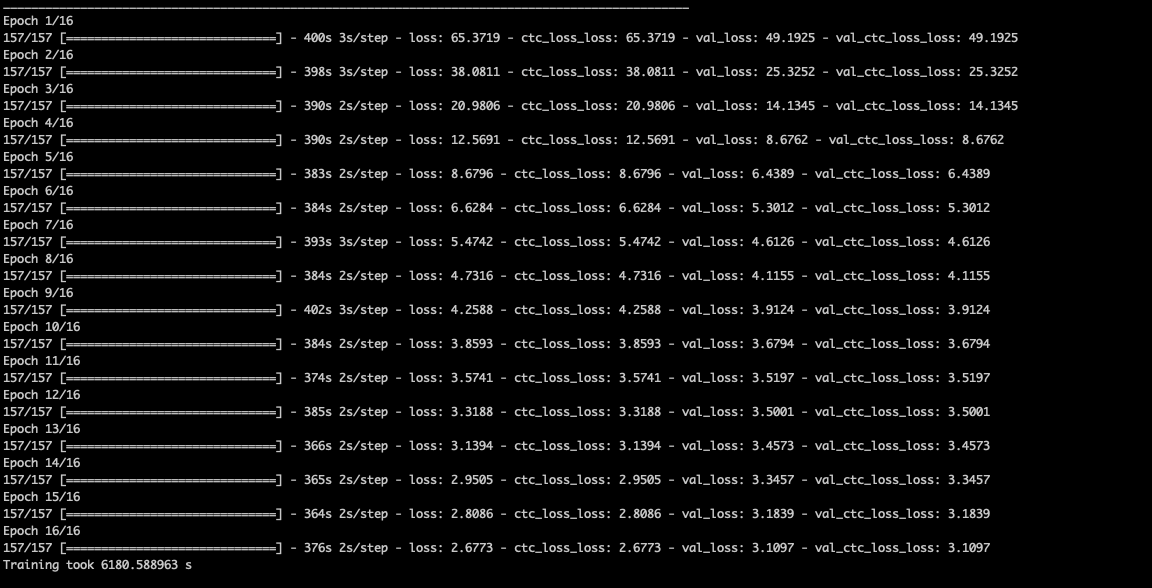 Epoch 1/16
157/157 [==============================] - 400s 3s/step - loss: 65.3719 - ctc_loss_loss: 65.3719 - val_loss: 49.1925 - val_ctc_loss_loss: 49.1925
Epoch 2/16
157/157 [==============================] - 398s 3s/step - loss: 38.0811 - ctc_loss_loss: 38.0811 - val_loss: 25.3252 - val_ctc_loss_loss: 25.3252
Epoch 3/16
157/157 [==============================] - 390s 2s/step - loss: 20.9806 - ctc_loss_loss: 20.9806 - val_loss: 14.1345 - val_ctc_loss_loss: 14.1345
Epoch 4/16
157/157 [==============================] - 390s 2s/step - loss: 12.5691 - ctc_loss_loss: 12.5691 - val_loss: 8.6762 - val_ctc_loss_loss: 8.6762
Epoch 5/16
157/157 [==============================] - 383s 2s/step - loss: 8.6796 - ctc_loss_loss: 8.6796 - val_loss: 6.4389 - val_ctc_loss_loss: 6.4389
Epoch 6/16
157/157 [==============================] - 384s 2s/step - loss: 6.6284 - ctc_loss_loss: 6.6284 - val_loss: 5.3012 - val_ctc_loss_loss: 5.3012
Epoch 7/16
157/157 [==============================] - 393s 3s/step - loss: 5.4742 - ctc_loss_loss: 5.4742 - val_loss: 4.6126 - val_ctc_loss_loss: 4.6126
Epoch 8/16
157/157 [==============================] - 384s 2s/step - loss: 4.7316 - ctc_loss_loss: 4.7316 - val_loss: 4.1155 - val_ctc_loss_loss: 4.1155
Epoch 9/16
157/157 [==============================] - 402s 3s/step - loss: 4.2588 - ctc_loss_loss: 4.2588 - val_loss: 3.9124 - val_ctc_loss_loss: 3.9124
Epoch 10/16
157/157 [==============================] - 384s 2s/step - loss: 3.8593 - ctc_loss_loss: 3.8593 - val_loss: 3.6794 - val_ctc_loss_loss: 3.6794
Epoch 11/16
157/157 [==============================] - 374s 2s/step - loss: 3.5741 - ctc_loss_loss: 3.5741 - val_loss: 3.5197 - val_ctc_loss_loss: 3.5197
Epoch 12/16
157/157 [==============================] - 385s 2s/step - loss: 3.3188 - ctc_loss_loss: 3.3188 - val_loss: 3.5001 - val_ctc_loss_loss: 3.5001
Epoch 13/16
157/157 [==============================] - 366s 2s/step - loss: 3.1394 - ctc_loss_loss: 3.1394 - val_loss: 3.4573 - val_ctc_loss_loss: 3.4573
Epoch 14/16
157/157 [==============================] - 365s 2s/step - loss: 2.9505 - ctc_loss_loss: 2.9505 - val_loss: 3.3457 - val_ctc_loss_loss: 3.3457
Epoch 15/16
157/157 [==============================] - 364s 2s/step - loss: 2.8086 - ctc_loss_loss: 2.8086 - val_loss: 3.1839 - val_ctc_loss_loss: 3.1839
Epoch 16/16
157/157 [==============================] - 376s 2s/step - loss: 2.6773 - ctc_loss_loss: 2.6773 - val_loss: 3.1097 - val_ctc_loss_loss: 3.1097
Training took 6180.588963 s